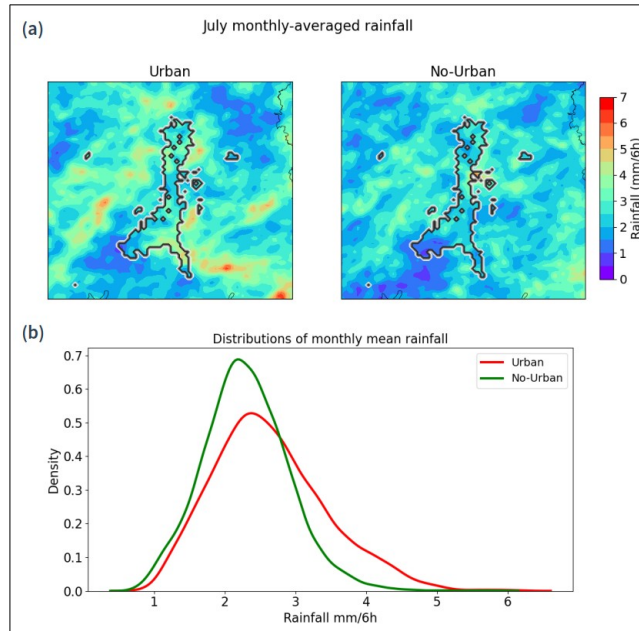 (a)
July monthly-averaged rainfall
Urban
No-Urban
7
6
5
4
3
2
1
0
Rainfall (mm/6h)
(b)
Distributions of monthly mean rainfall
Urban
No-Urban
0.7
0.6
0.5
0.4
0.3
0.2
0.1
0.0
Density
1 2 3 4 5 6
Rainfall mm/6h